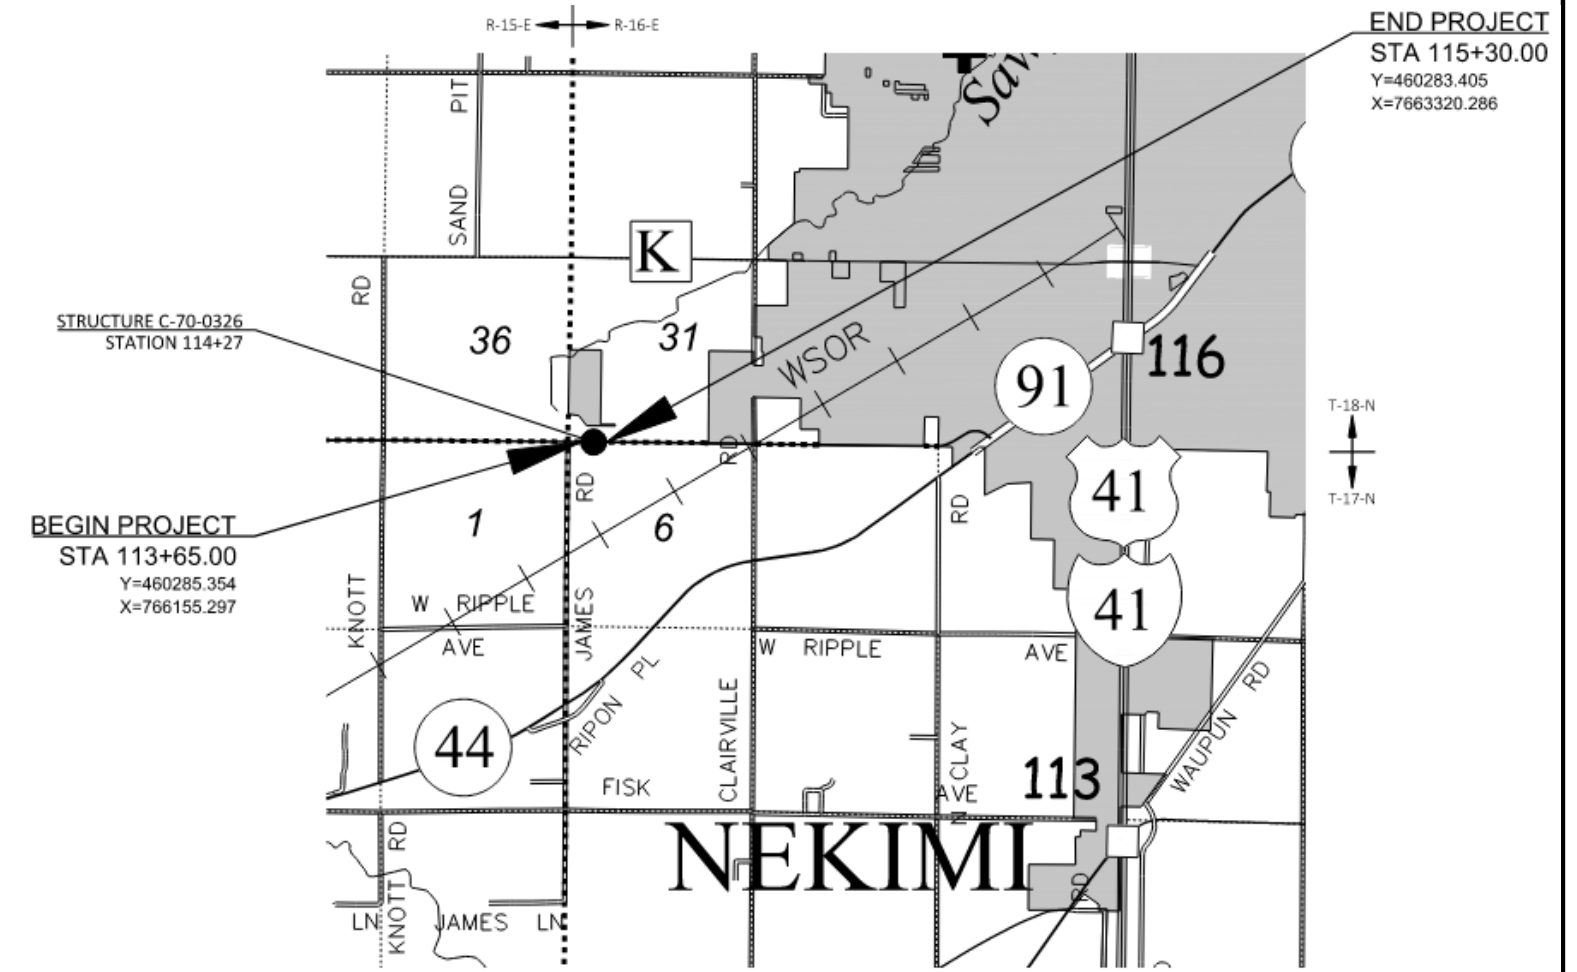 R-15-E R-16-E
END PROJECT
STA 115+30.00
Y=460283.405
X=7663320.286
SAND PIT
Saw
K
RD
STRUCTURE C-70-0326
STATION 114+27
36
31
WSOR
116
91
T-18-N
T-17-N
RD
RD
41
RD
BEGIN PROJECT
STA 113+65.00
Y=460285.354
X=766155.297
1
6
KNOTT
W RIPPLE
AVE
JAMES
41
W RIPPLE AVE
RIPON PL
CLAIRVILLE
WAUPUN RD
44
FISK
AVE
N CLAY
113
NEKIMI
KNOTT RD
RD
LN JAMES LN